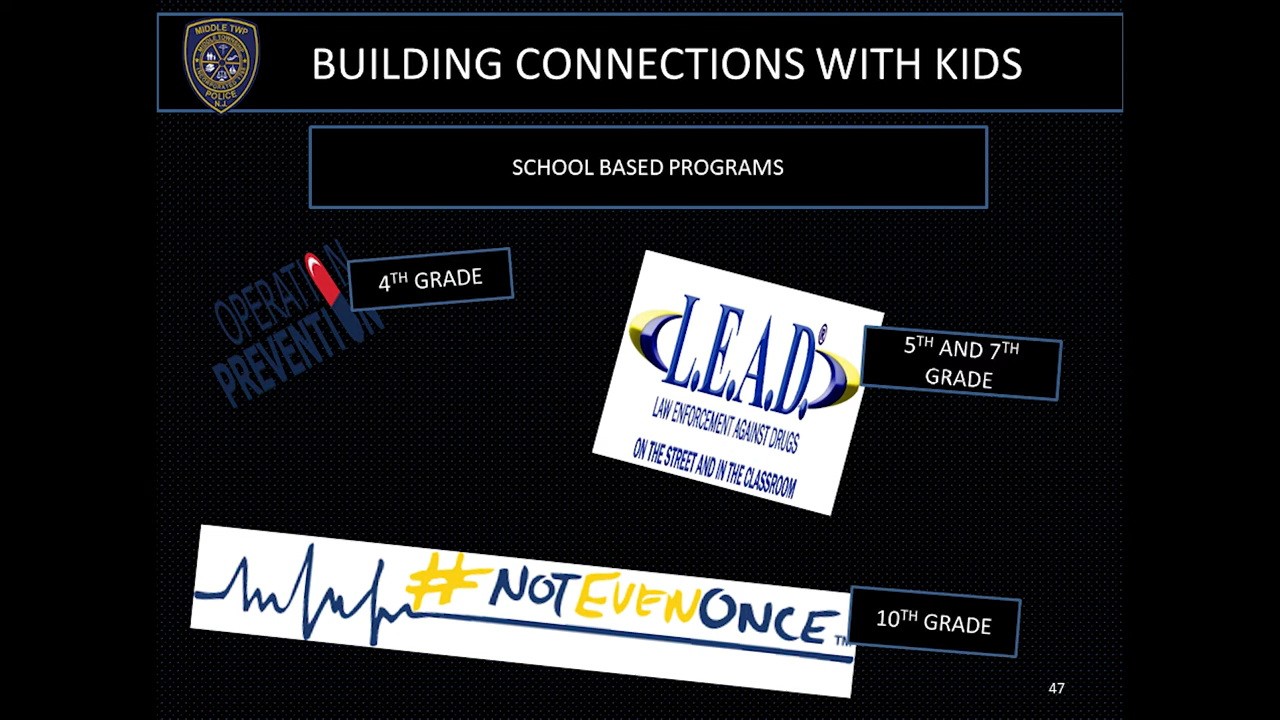 MIDDLE TWP
POLICE
N.J.
BUILDING CONNECTIONS WITH KIDS
SCHOOL BASED PROGRAMS
OPERATION
PREVENTION
4TH GRADE
L.E.A.D.®
LAW ENFORCEMENT AGAINST DRUGS
ON THE STREET AND IN THE CLASSROOM
5TH AND 7TH
GRADE
#NOTEVENONCE™
10TH GRADE
47